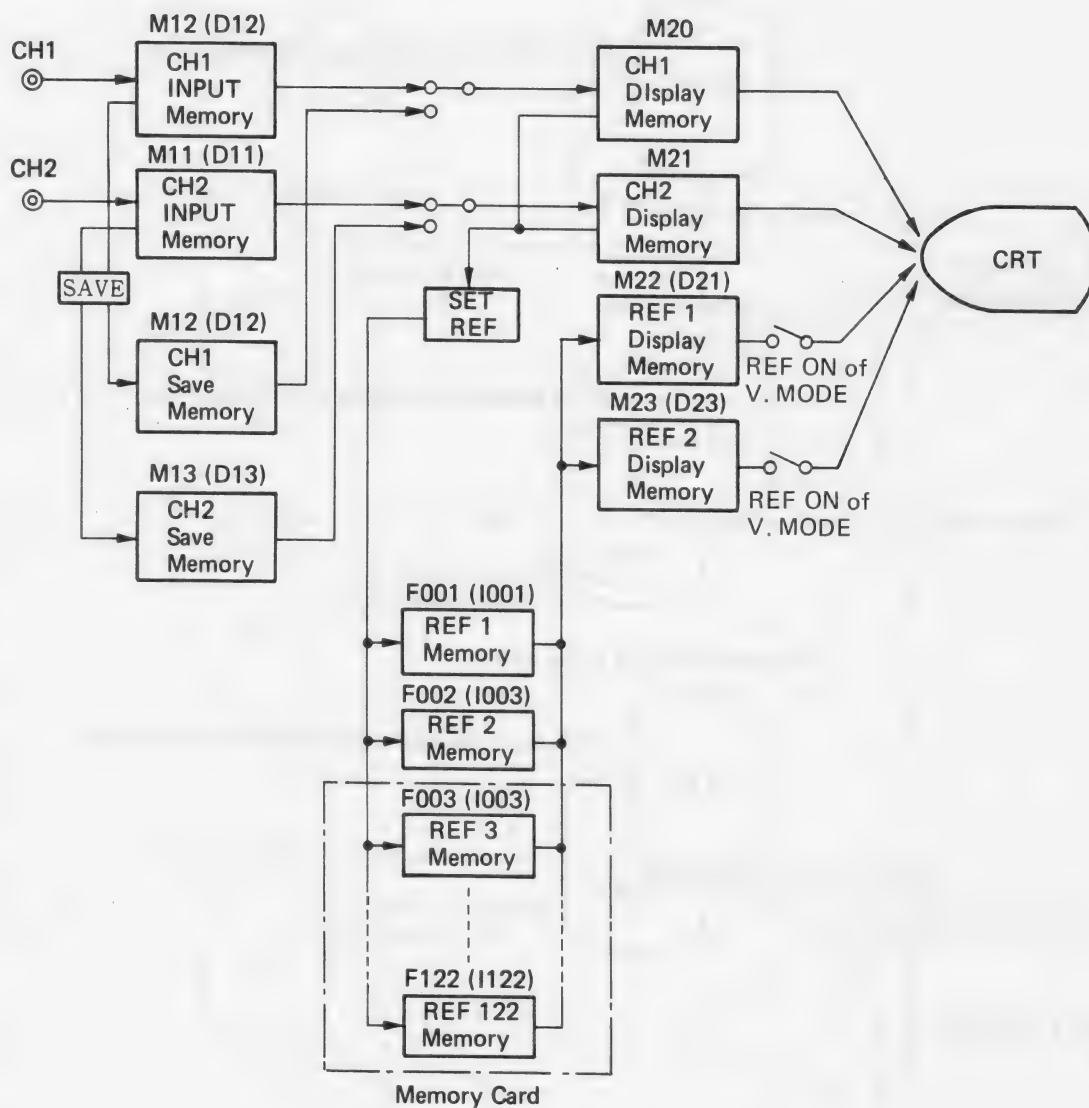 M12 (D12)
CH1
CH1
INPUT
Memory
M11 (D11)
CH2
CH2
INPUT
Memory
SAVE
M12 (D12)
CH1
Save
Memory
M13 (D13)
CH2
Save
Memory
SET
REF
M20
CH1
DIsplay
Memory
M21
CH2
Display
Memory
M22 (D21)
REF 1
Display
Memory
REF ON of
V. MODE
M23 (D23)
REF 2
Display
Memory
REF ON of
V. MODE
CRT
F001 (I001)
REF 1
Memory
F002 (I003)
REF 2
Memory
F003 (I003)
REF 3
Memory
F122 (I122)
REF 122
Memory
Memory Card